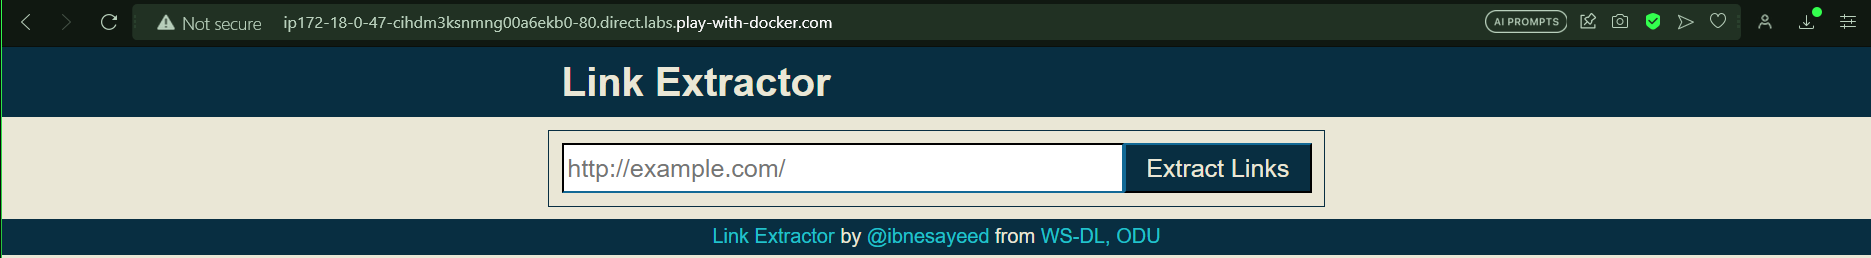 Not secure ip172-18-0-47-cihdm3ksnmng00a6ekb0-80.direct.labs.play-with-docker.com AI PROMPTS
Link Extractor
http://example.com/ Extract Links
Link Extractor by @ibnesayeed from WS-DL, ODU